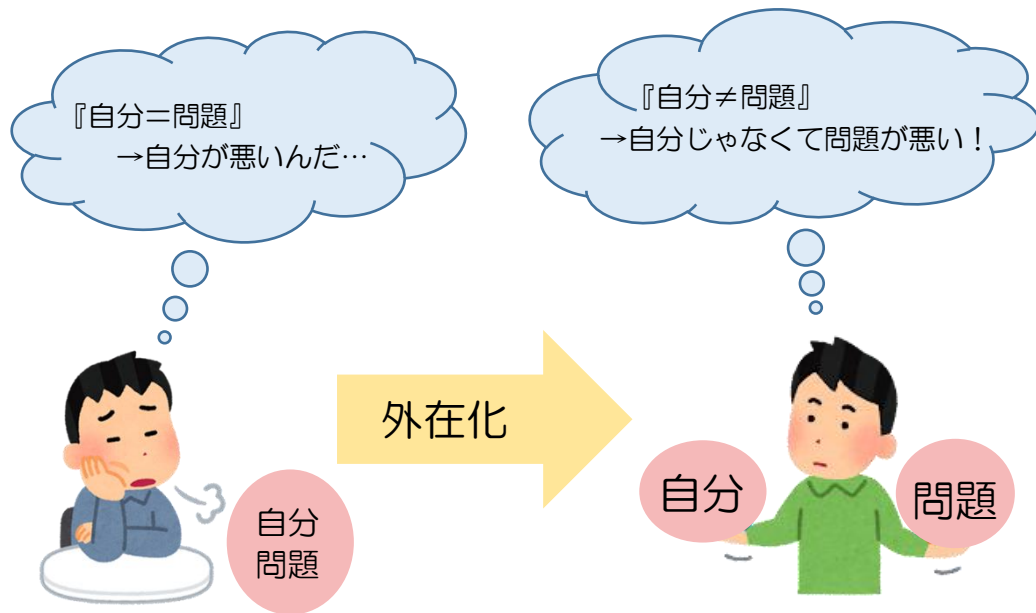 『自分＝問題』
→自分が悪いんだ…
『自分≠問題』
→自分じゃなくて問題が悪い！
外在化
自分
問題
自分
問題